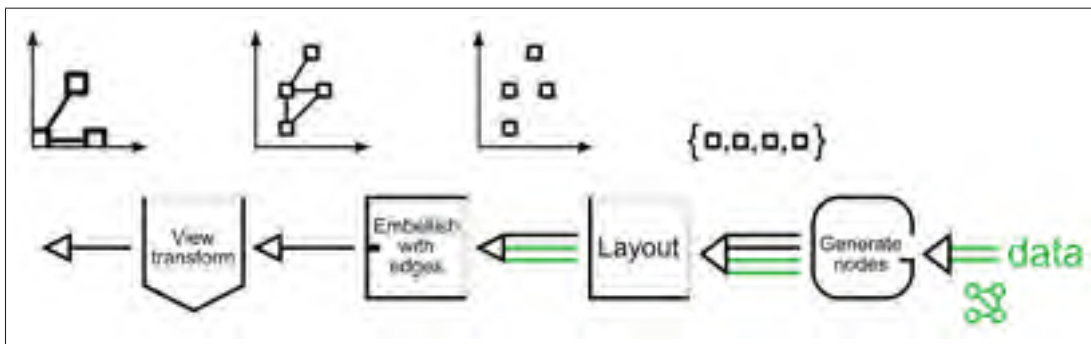 { , , , }
View
transform
Embellish
with
edges
Layout
Generate
nodes
data